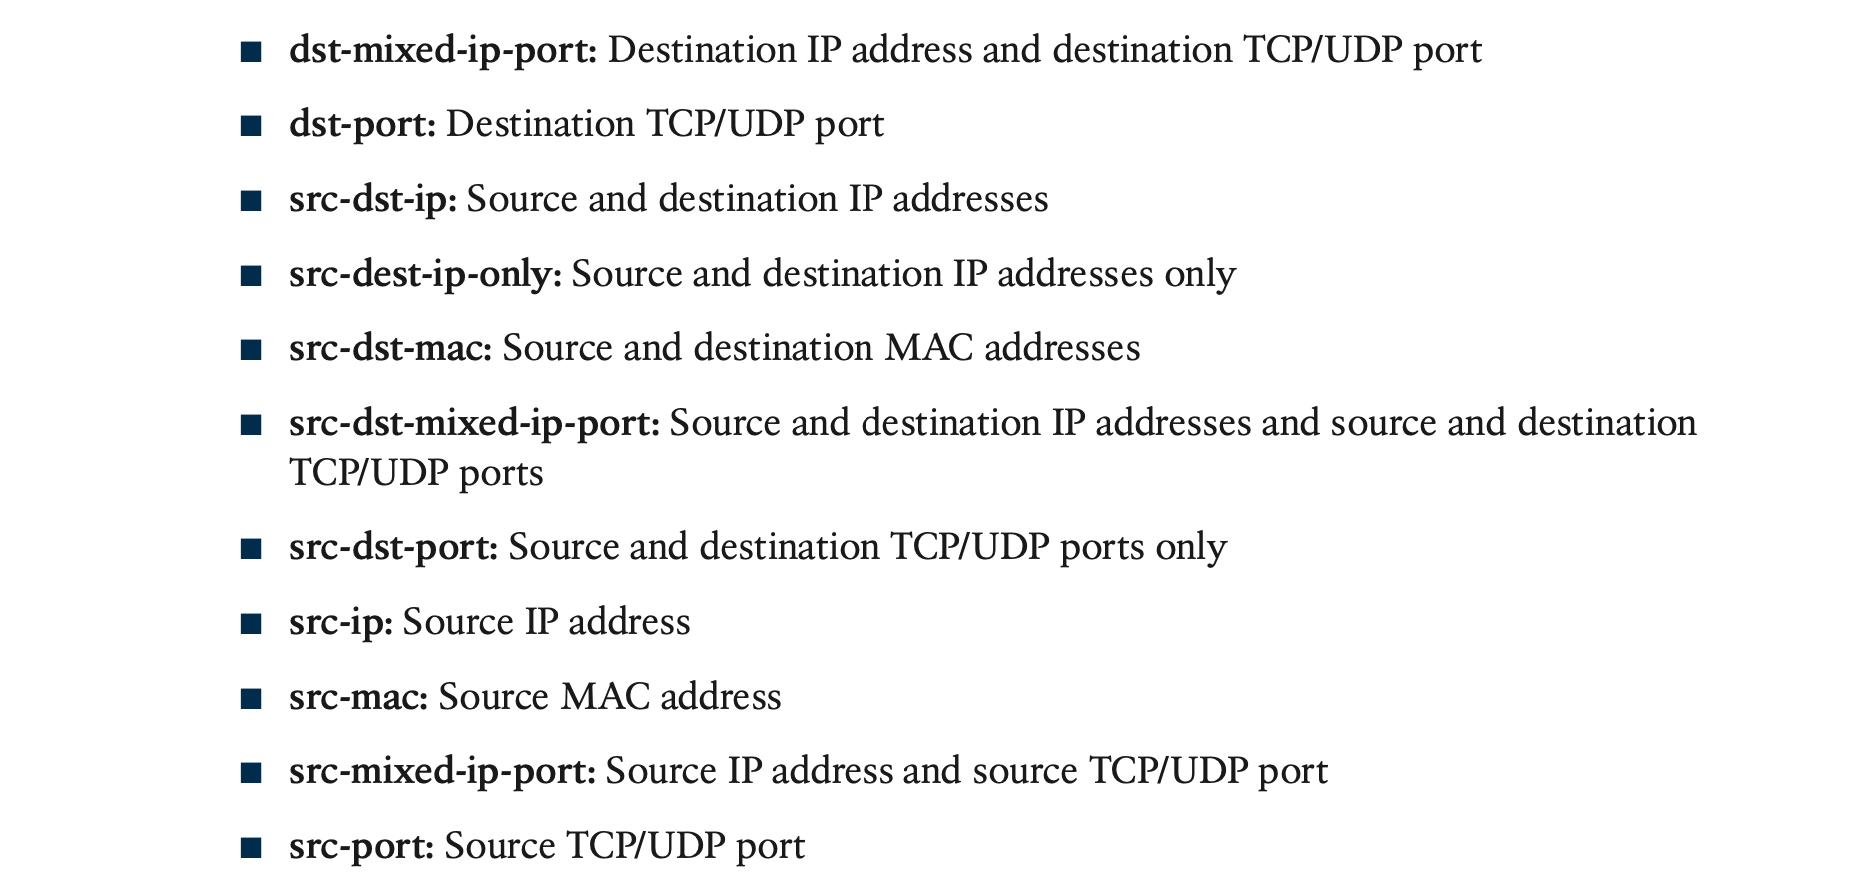 ■ dst-mixed-ip-port: Destination IP address and destination TCP/UDP port
■ dst-port: Destination TCP/UDP port
■ src-dst-ip: Source and destination IP addresses
■ src-dest-ip-only: Source and destination IP addresses only
■ src-dst-mac: Source and destination MAC addresses
■ src-dst-mixed-ip-port: Source and destination IP addresses and source and destination
TCP/UDP ports
■ src-dst-port: Source and destination TCP/UDP ports only
■ src-ip: Source IP address
■ src-mac: Source MAC address
■ src-mixed-ip-port: Source IP address and source TCP/UDP port
■ src-port: Source TCP/UDP port